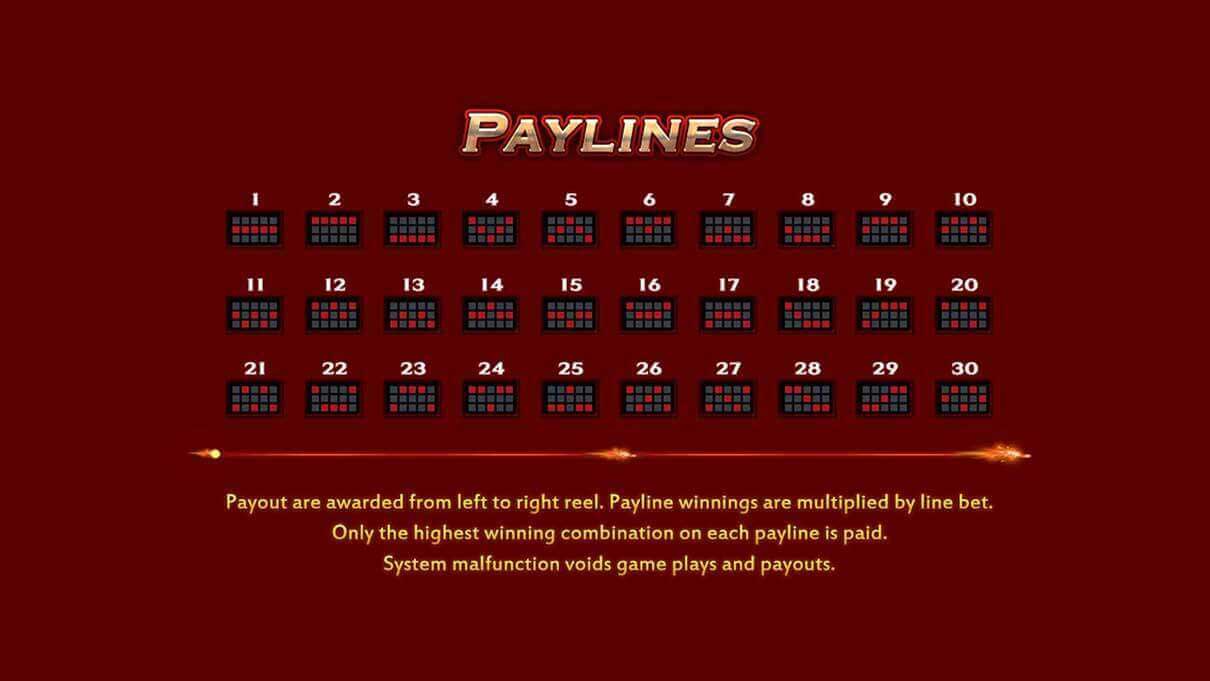 PAYLINES
1 2 3 4 5 6 7 8 9 10
11 12 13 14 15 16 17 18 19 20
21 22 23 24 25 26 27 28 29 30
Payout are awarded from left to right reel. Payline winnings are multiplied by line bet.
Only the highest winning combination on each payline is paid.
System malfunction voids game plays and payouts.